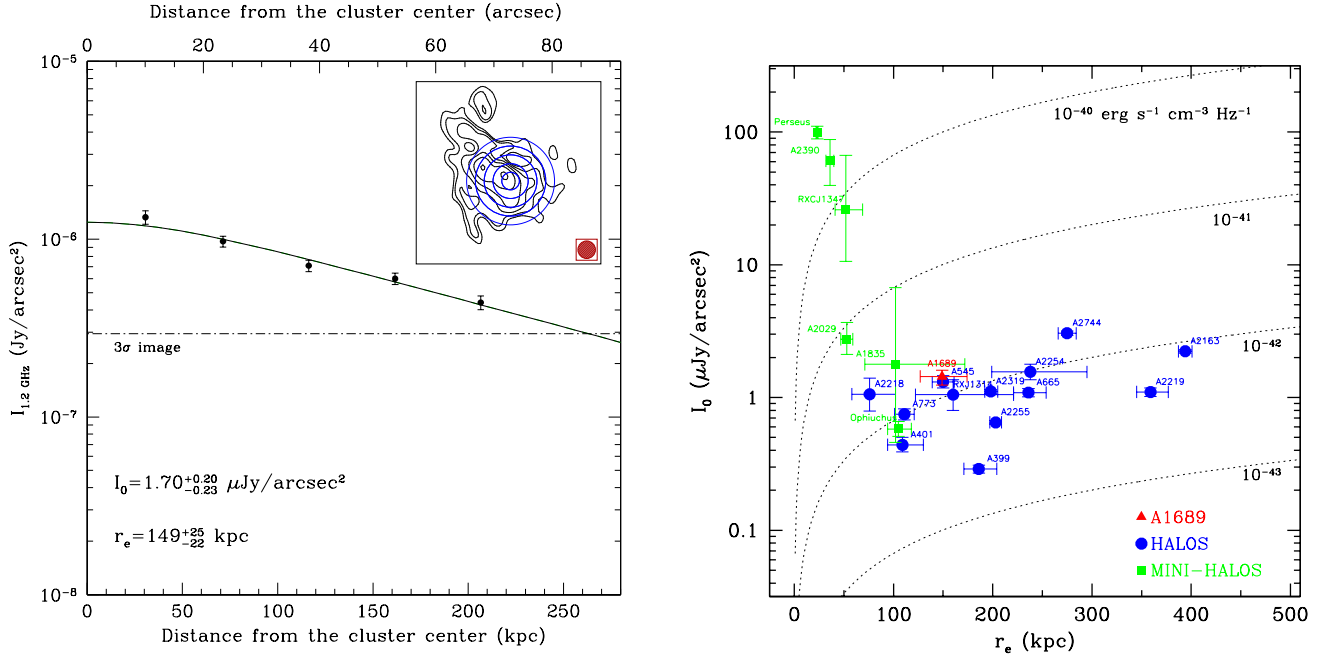 Distance from the cluster center (arcsec)
0 20 40 60 80
10⁻⁵
10⁻⁶
10⁻⁷
10⁻⁸
I₁.₂ GHz (Jy/arcsec²)
3σ image
I₀=1.70+0.20−0.23 μJy/arcsec²
rₑ=149+25−22 kpc
0 50 100 150 200 250
Distance from the cluster center (kpc)
100
10
1
0.1
I₀ (μJy/arcsec²)
10⁻⁴⁰ erg s⁻¹ cm⁻³ Hz⁻¹
10⁻⁴¹
10⁻⁴²
10⁻⁴³
Perseus
A2390
RXCJ1347
A2029
A1835
Ophiuchus
A1689
A545
A2218
A773
A401
A2319
A2254
A665
A2255
A399
A2744
A2163
A2219
A1689
HALOS
MINI-HALOS
0 100 200 300 400 500
rₑ (kpc)